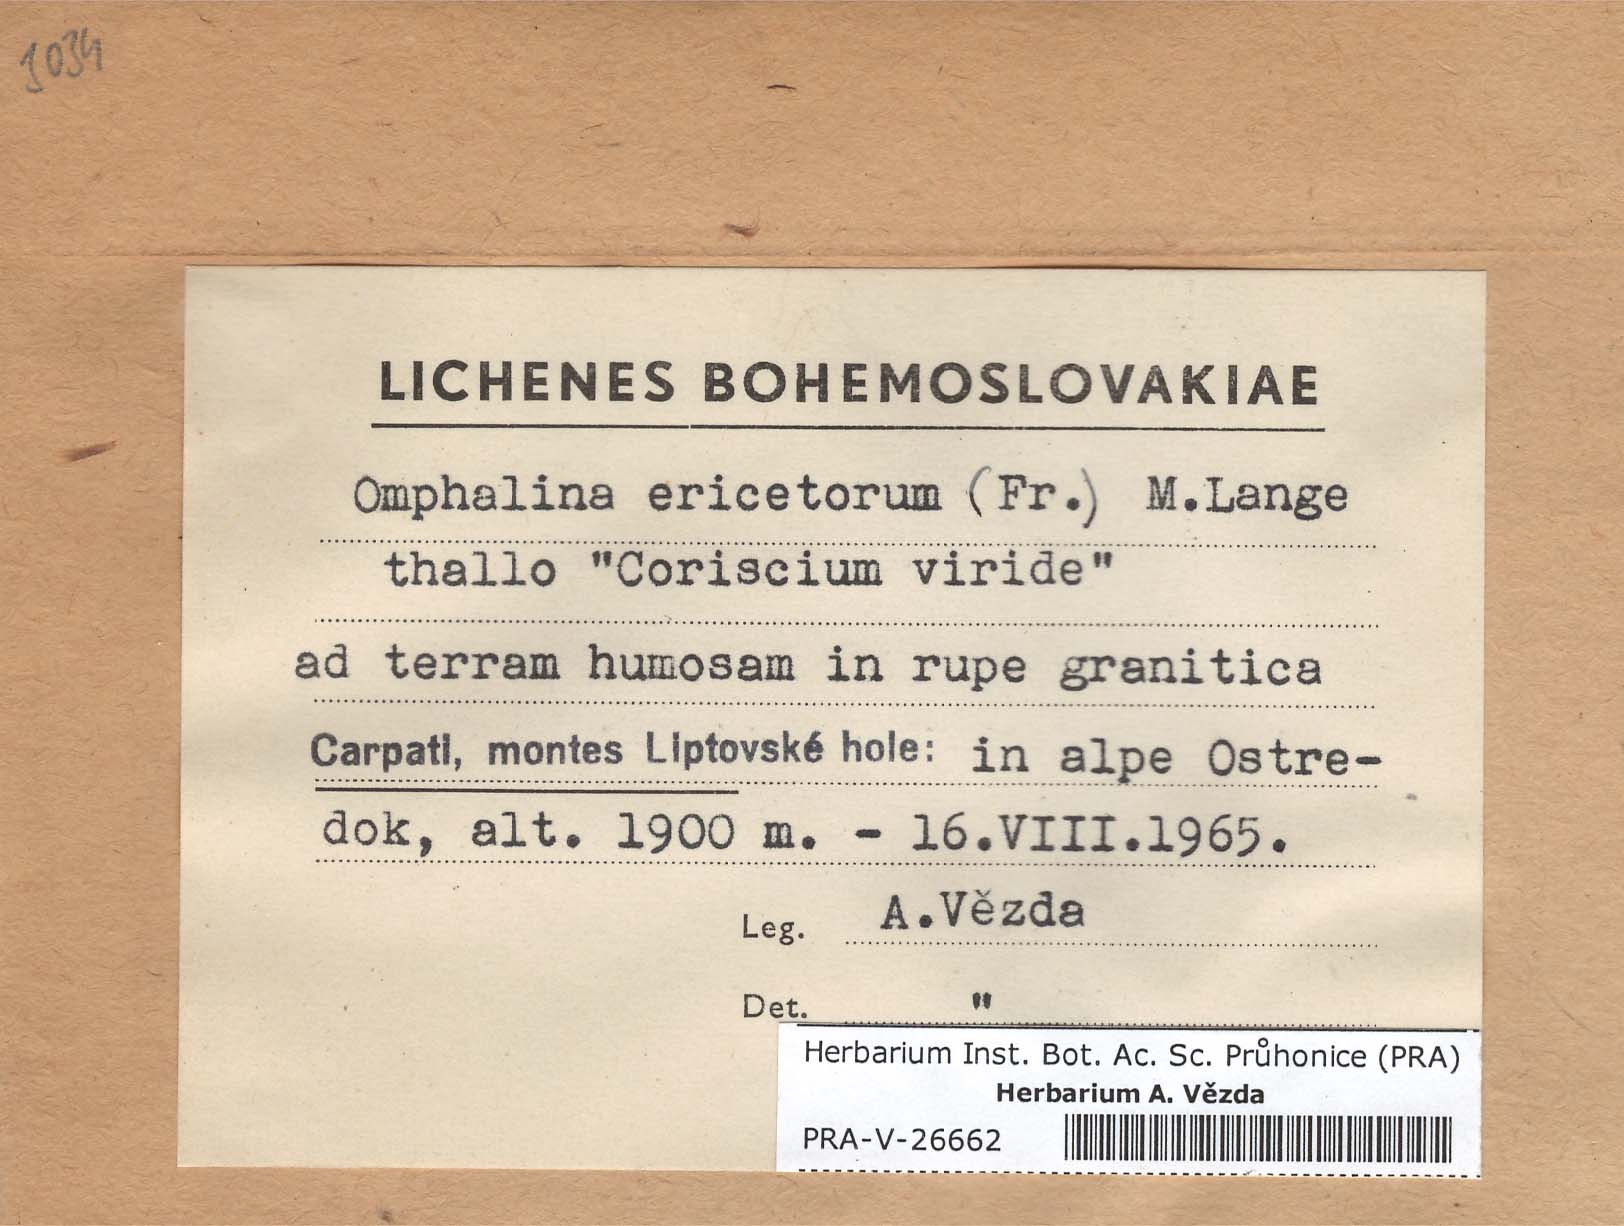 1034
LICHENES BOHEMOSLOVAKIAE
Omphalina ericetorum (Fr.) M.Lange
thallo "Coriscium viride"
ad terram humosam in rupe granitica
Carpati, montes Liptovské hole: in alpe Ostre-
dok, alt. 1900 m. - 16.VIII.1965.
Leg. A.Vězda
Det. "
Herbarium Inst. Bot. Ac. Sc. Průhonice (PRA)
Herbarium A. Vězda
PRA-V-26662